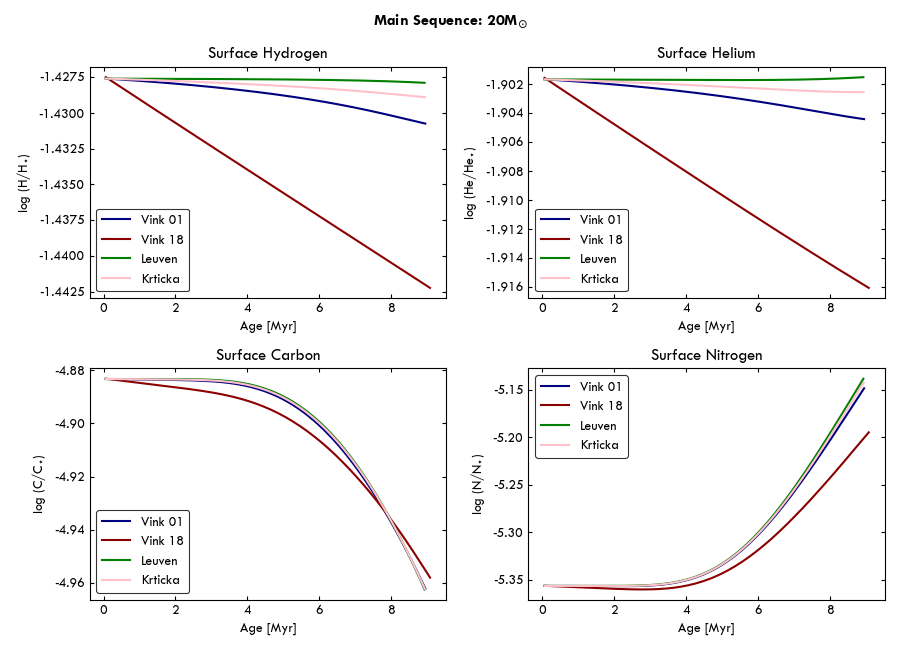 Main Sequence: 20M⊙
Surface Hydrogen
log (H/H⋆)
-1.4275
-1.4300
-1.4325
-1.4350
-1.4375
-1.4400
-1.4425
Vink 01
Vink 18
Leuven
Krticka
0 2 4 6 8
Age [Myr]
Surface Helium
log (He/He⋆)
-1.902
-1.904
-1.906
-1.908
-1.910
-1.912
-1.914
-1.916
Vink 01
Vink 18
Leuven
Krticka
0 2 4 6 8
Age [Myr]
Surface Carbon
log (C/C⋆)
-4.88
-4.90
-4.92
-4.94
-4.96
Vink 01
Vink 18
Leuven
Krticka
0 2 4 6 8
Age [Myr]
Surface Nitrogen
log (N/N⋆)
-5.15
-5.20
-5.25
-5.30
-5.35
Vink 01
Vink 18
Leuven
Krticka
0 2 4 6 8
Age [Myr]